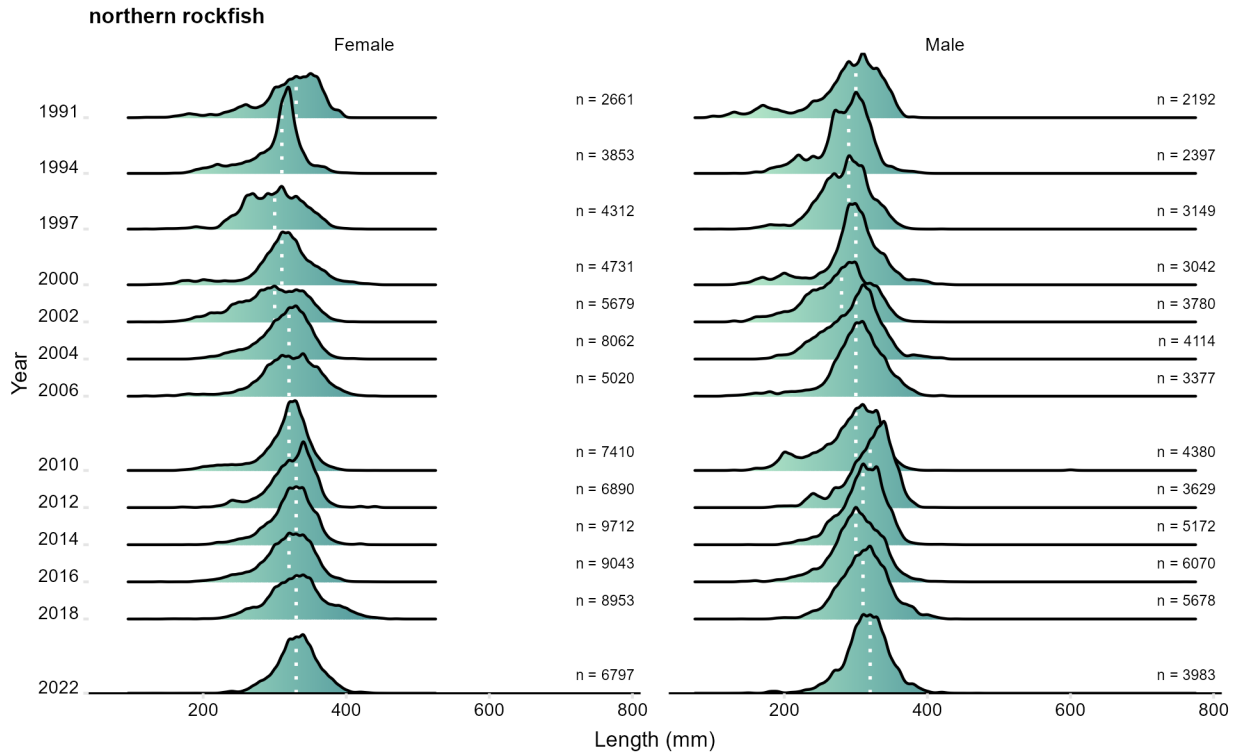 northern rockfish
Female Male
1991 n = 2661 n = 2192
1994 n = 3853 n = 2397
1997 n = 4312 n = 3149
2000 n = 4731 n = 3042
2002 n = 5679 n = 3780
2004 n = 8062 n = 4114
2006 n = 5020 n = 3377
2010 n = 7410 n = 4380
2012 n = 6890 n = 3629
2014 n = 9712 n = 5172
2016 n = 9043 n = 6070
2018 n = 8953 n = 5678
2022 n = 6797 n = 3983
Year
200 400 600 800 200 400 600 800
Length (mm)